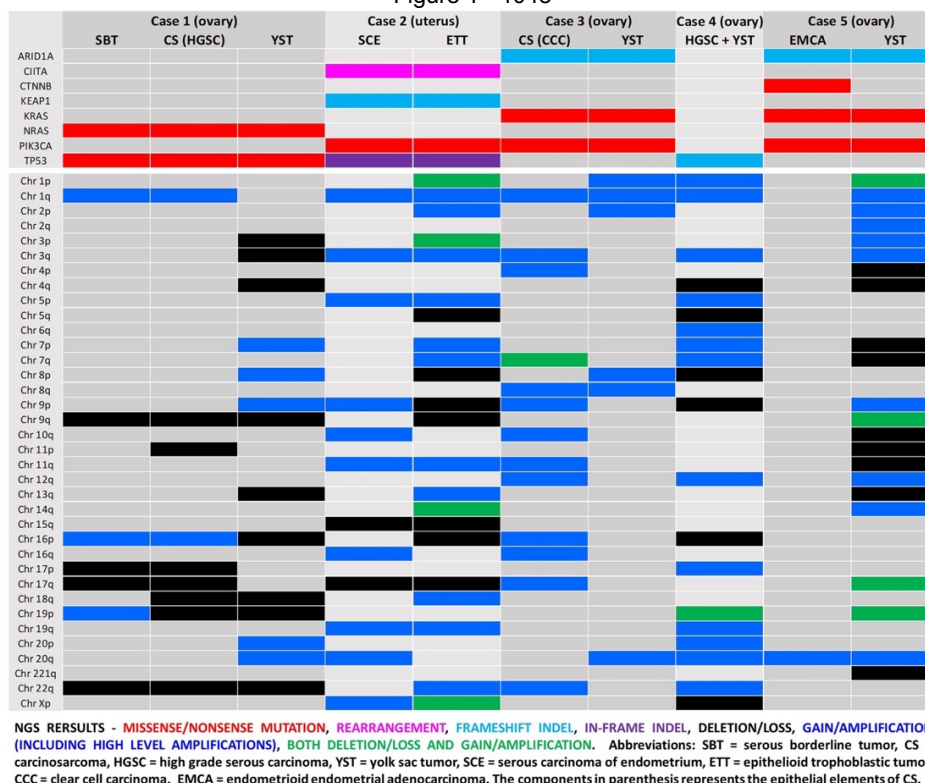 Case 1 (ovary) Case 2 (uterus) Case 3 (ovary) Case 4 (ovary) Case 5 (ovary)
SBT CS (HGSC) YST SCE ETT CS (CCC) YST HGSC + YST EMCA YST
ARID1A
CIITA
CTNNB
KEAP1
KRAS
NRAS
PIK3CA
TP53
Chr 1p
Chr 1q
Chr 2p
Chr 2q
Chr 3p
Chr 3q
Chr 4p
Chr 4q
Chr 5p
Chr 5q
Chr 6q
Chr 7p
Chr 7q
Chr 8p
Chr 8q
Chr 9p
Chr 9q
Chr 10q
Chr 11p
Chr 11q
Chr 12q
Chr 13q
Chr 14q
Chr 15q
Chr 16p
Chr 16q
Chr 17p
Chr 17q
Chr 18q
Chr 19p
Chr 19q
Chr 20p
Chr 20q
Chr 221q
Chr 22q
Chr Xp
NGS RERSULTS - MISSENSE/NONSENSE MUTATION, REARRANGEMENT, FRAMESHIFT INDEL, IN-FRAME INDEL, DELETION/LOSS, GAIN/AMPLIFICATIO
(INCLUDING HIGH LEVEL AMPLIFICATIONS), BOTH DELETION/LOSS AND GAIN/AMPLIFICATION. Abbreviations: SBT = serous borderline tumor, CS
carcinosarcoma, HGSC = high grade serous carcinoma, YST = yolk sac tumor, SCE = serous carcinoma of endometrium, ETT = epithelioid trophoblastic tumo
CCC = clear cell carcinoma, EMCA = endometrioid endometrial adenocarcinoma. The components in parenthesis represents the epithelial elements of CS.